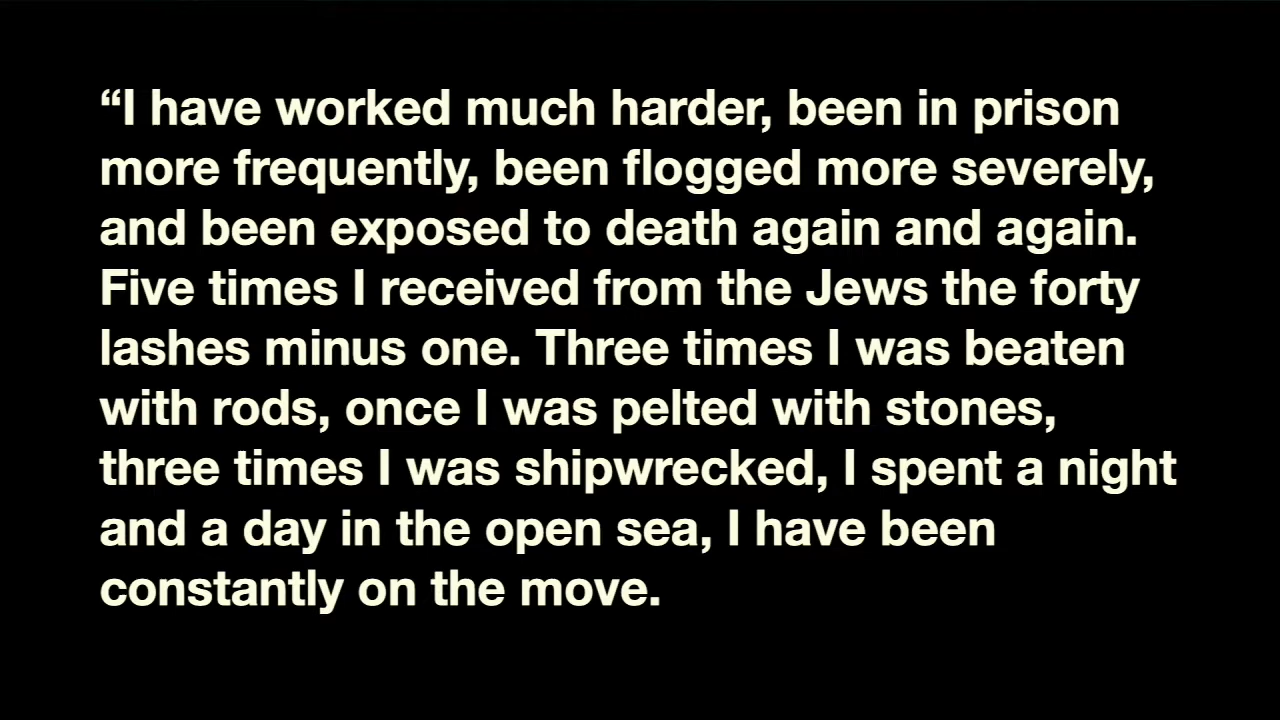 “I have worked much harder, been in prison
more frequently, been flogged more severely,
and been exposed to death again and again.
Five times I received from the Jews the forty
lashes minus one. Three times I was beaten
with rods, once I was pelted with stones,
three times I was shipwrecked, I spent a night
and a day in the open sea, I have been
constantly on the move.